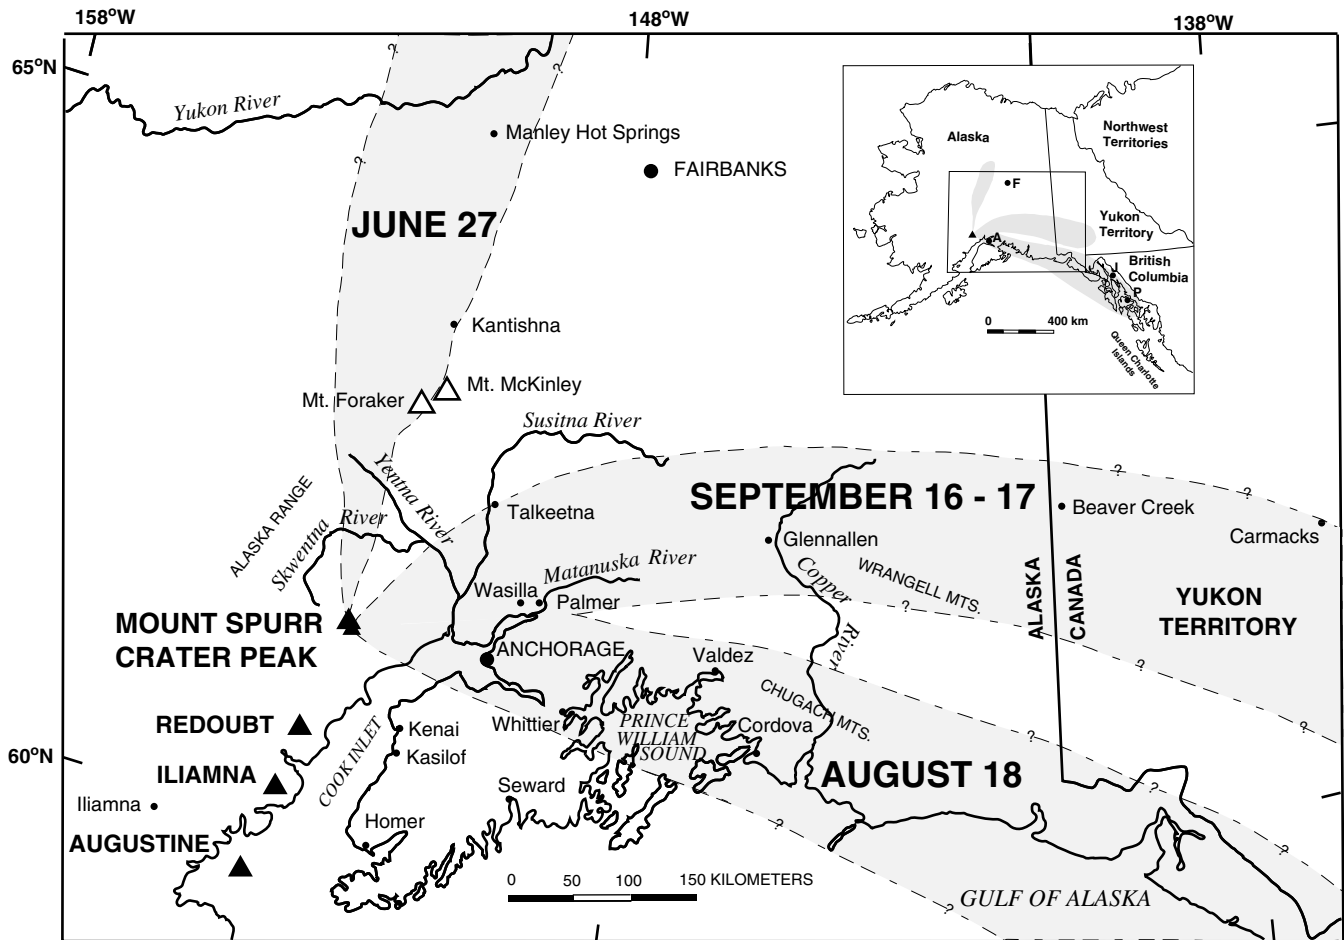 158°W
148°W
138°W
65°N
Yukon River
Manley Hot Springs
FAIRBANKS
JUNE 27
Kantishna
Mt. McKinley
Mt. Foraker
Susitna River
Yentna River
ALASKA RANGE
Skwentna River
Talkeetna
SEPTEMBER 16 - 17
Beaver Creek
Carmacks
Glennallen
Matanuska River
Wasilla
Palmer
Copper River
WRANGELL MTS.
ALASKA
CANADA
YUKON
TERRITORY
MOUNT SPURR
CRATER PEAK
ANCHORAGE
Valdez
CHUGACH MTS.
REDOUBT
Kenai
Kasilof
COOK INLET
Whittier
PRINCE
WILLIAM
SOUND
Cordova
60°N
ILIAMNA
Iliamna
Seward
AUGUST 18
Homer
AUGUSTINE
0 50 100 150 KILOMETERS
GULF OF ALASKA
Alaska
Northwest
Territories
F
Yukon
Territory
A
British
Columbia
J
P
0 400 km
Queen Charlotte
Islands
?
?
?
?
?
?
?
?
?
?
?
?
?